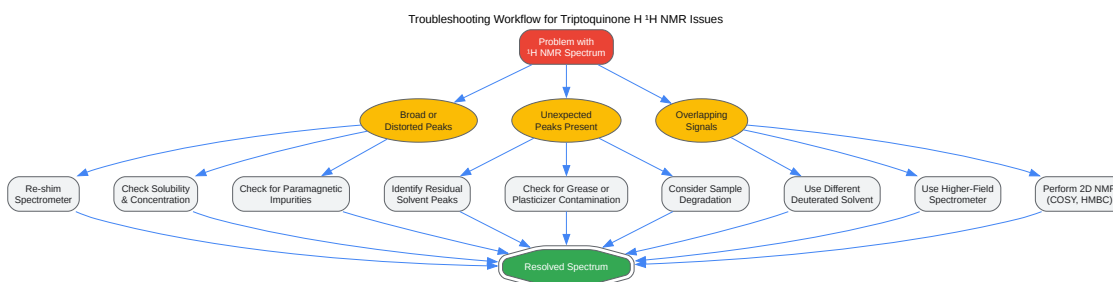 Troubleshooting Workflow for Triptoquinone H ¹H NMR Issues
Problem with
¹H NMR Spectrum
Broad or
Distorted Peaks
Unexpected
Peaks Present
Overlapping
Signals
Re-shim
Spectrometer
Check Solubility
& Concentration
Check for Paramagnetic
Impurities
Identify Residual
Solvent Peaks
Check for Grease or
Plasticizer Contamination
Consider Sample
Degradation
Use Different
Deuterated Solvent
Use Higher-Field
Spectrometer
Perform 2D NMR
(COSY, HMBC)
Resolved Spectrum